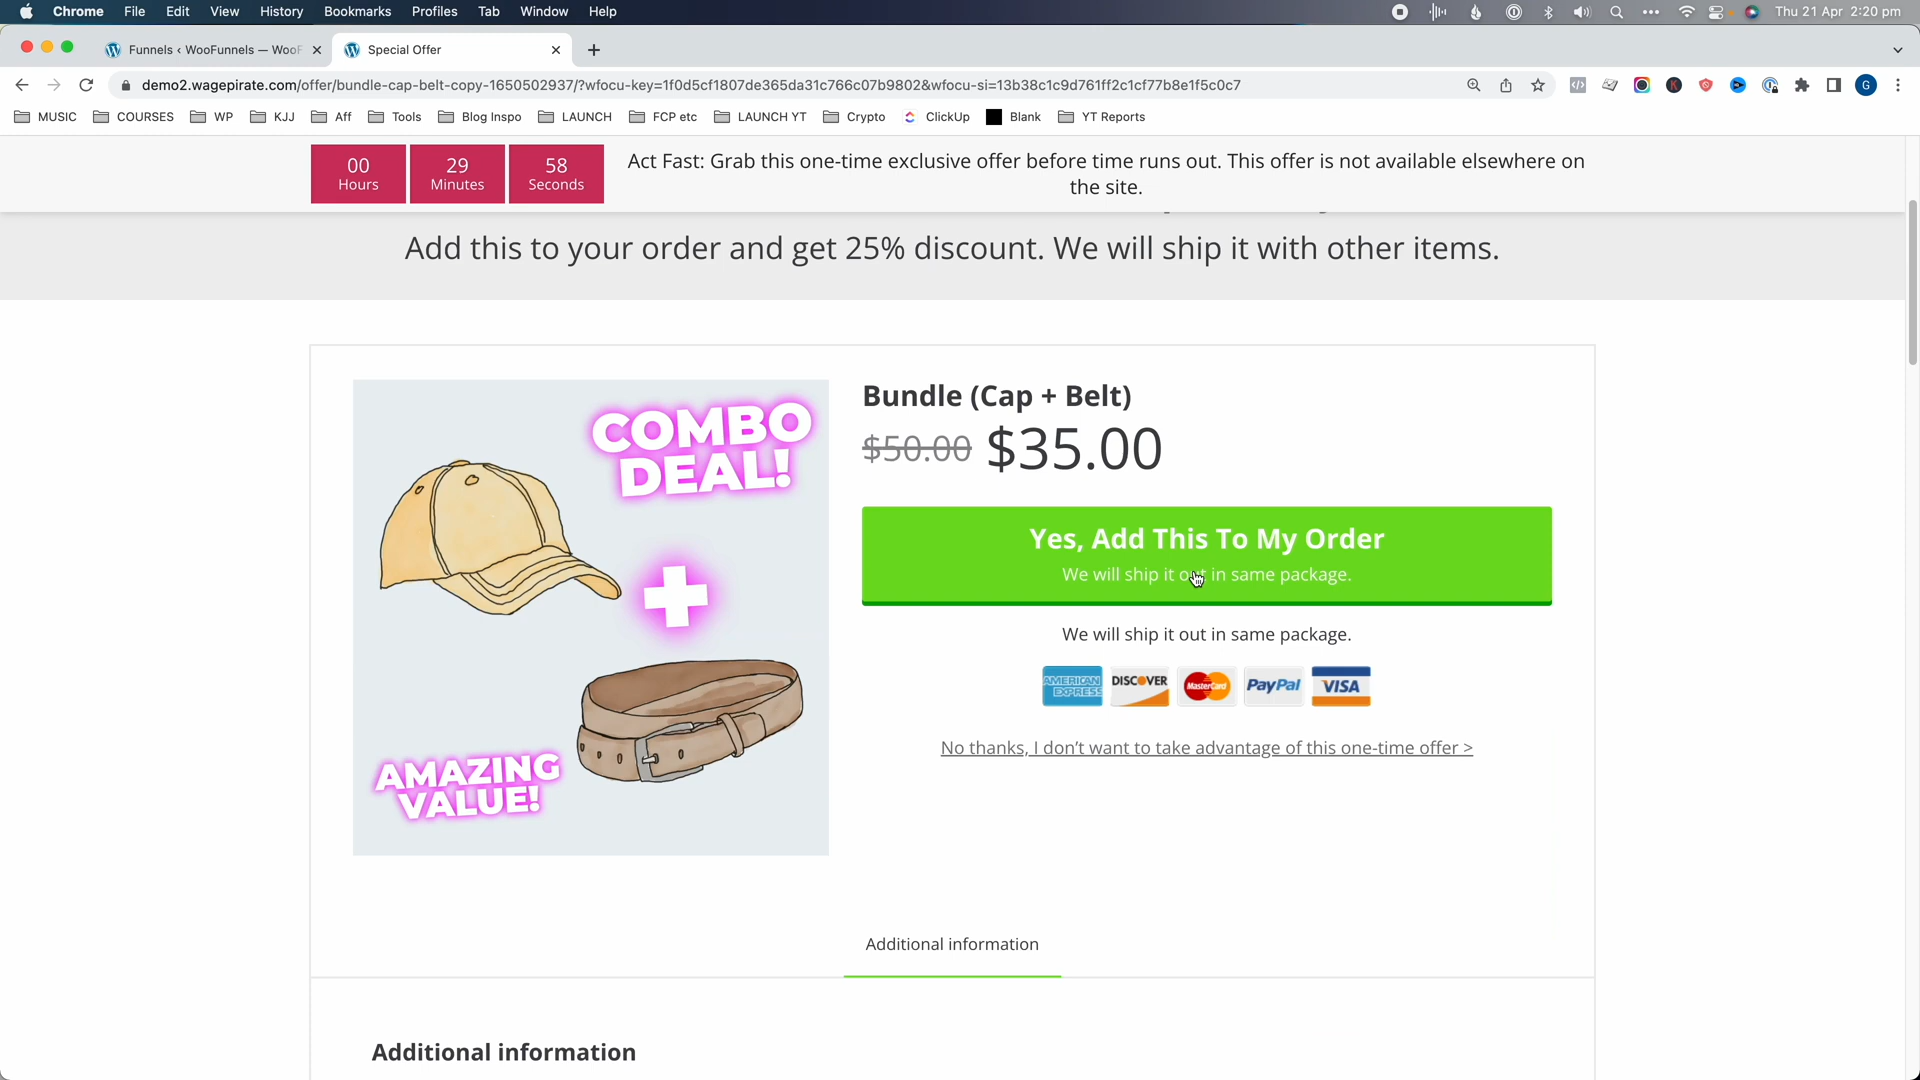 Chrome File Edit View History Bookmarks Profiles Tab Window Help Thu 21 Apr 2:20 pm
Funnels ‹ WooFunnels — WooF
Special Offer
demo2.wagepirate.com/offer/bundle-cap-belt-copy-1650502937/?wfocu-key=1f0d5cf1807de365da31c766c07b9802&wfocu-si=13b38c1c9d761ff2c1cf77b8e1f5c0c7
MUSIC COURSES WP KJJ Aff Tools Blog Inspo LAUNCH FCP etc LAUNCH YT Crypto ClickUp Blank YT Reports
00 29 58
Hours Minutes Seconds
Act Fast: Grab this one-time exclusive offer before time runs out. This offer is not available elsewhere on
the site.
Add this to your order and get 25% discount. We will ship it with other items.
COMBO
DEAL!
AMAZING
VALUE!
Bundle (Cap + Belt)
$50.00 $35.00
Yes, Add This To My Order
We will ship it out in same package.
We will ship it out in same package.
AMERICAN EXPRESS DISCOVER MasterCard PayPal VISA
No thanks, I don't want to take advantage of this one-time offer >
Additional information
Additional information